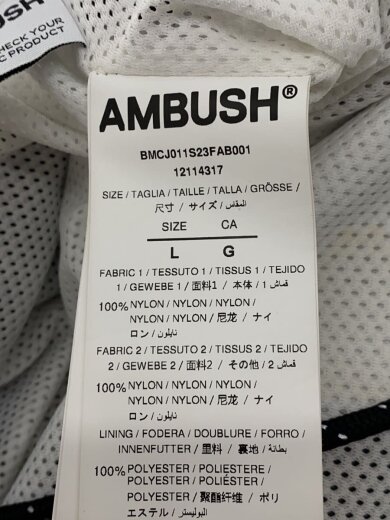 SH
CHECK YOUR
C PRODUCT
AMBUSH®
BMCJ011S23FAB001
12114317
SIZE / TAGLIA / TAILLE / TALLA / GRÖSSE /
尺寸 / サイズ / المقاس
SIZE CA
L G
FABRIC 1 / TESSUTO 1 / TISSUS 1 / TEJIDO
1 / GEWEBE 1 / 面料1 / 本体 / قماش 1
100% NYLON / NYLON / NYLON /
NYLON / NYLON / 尼龙 / ナイ
ロン / نايلون
FABRIC 2 / TESSUTO 2 / TISSUS 2 / TEJIDO
2 / GEWEBE 2 / 面料2 / その他 / قماش 2
100% NYLON / NYLON / NYLON /
NYLON / NYLON / 尼龙 / ナイ
ロン / نايلون
LINING / FODERA / DOUBLURE / FORRO /
INNENFUTTER / 里料 / 裏地 / بطانة
100% POLYESTER / POLIESTERE /
POLYESTER / POLIÉSTER /
POLYESTER / 聚酯纤维 / ポリ
エステル / البوليستر